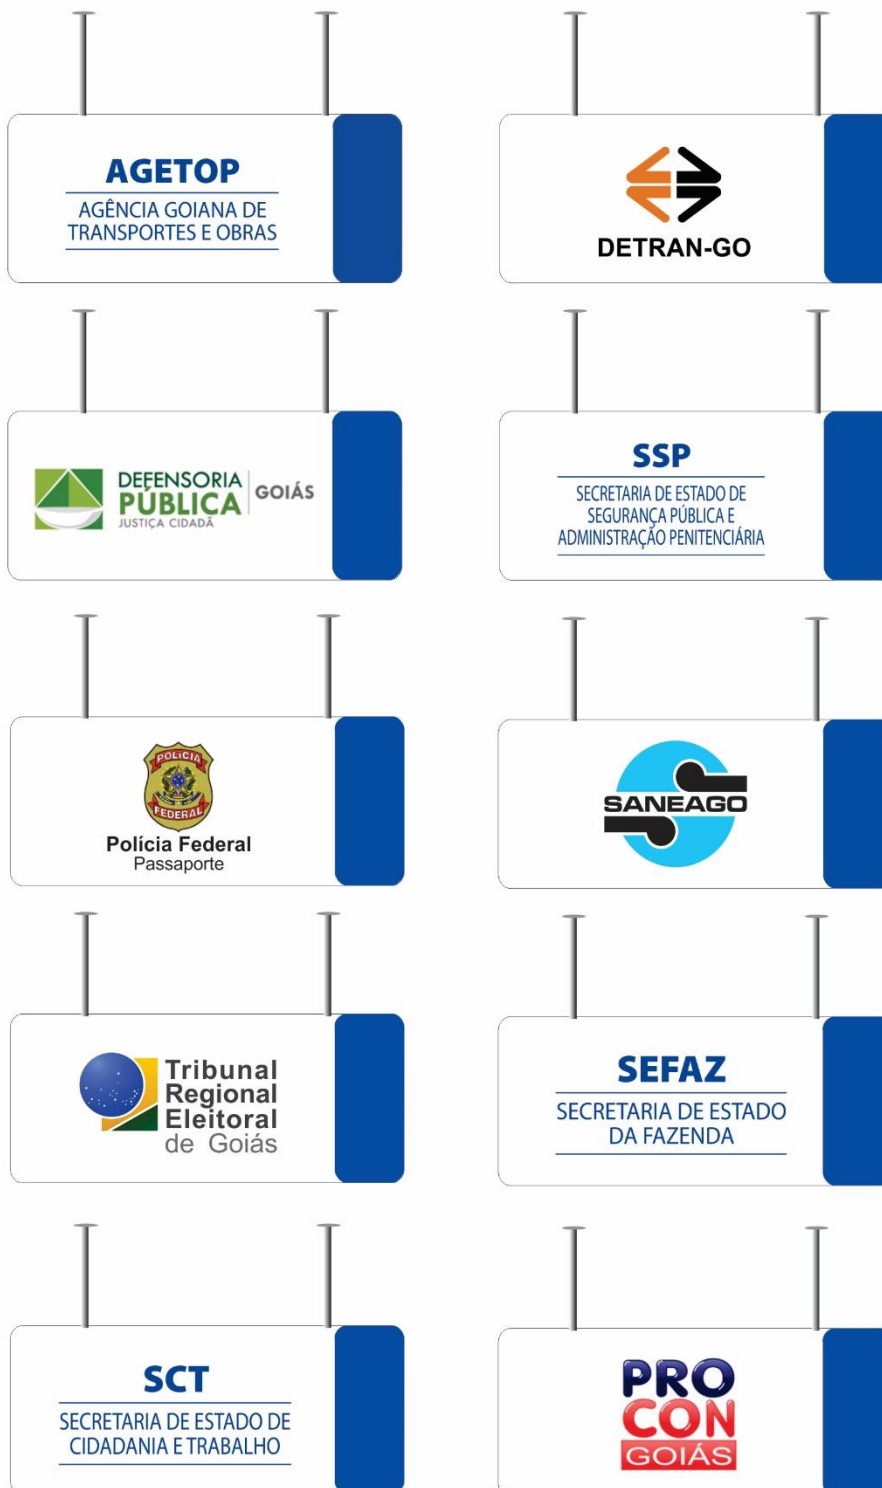 AGETOP
AGÊNCIA GOIANA DE
TRANSPORTES E OBRAS
DETRAN-GO
DEFENSORIA
PÚBLICA
JUSTIÇA CIDADÃ
GOIÁS
SSP
SECRETARIA DE ESTADO DE
SEGURANÇA PÚBLICA E
ADMINISTRAÇÃO PENITENCIÁRIA
POLÍCIA
FEDERAL
Polícia Federal
Passaporte
SANEAGO
Tribunal
Regional
Eleitoral
de Goiás
SEFAZ
SECRETARIA DE ESTADO
DA FAZENDA
SCT
SECRETARIA DE ESTADO DE
CIDADANIA E TRABALHO
PRO
CON
GOIÁS